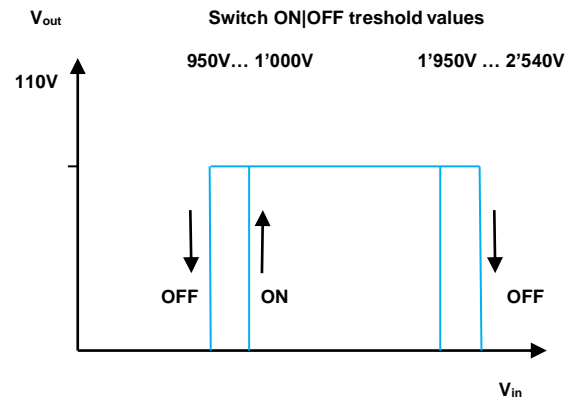 Vout Switch ON|OFF treshold values
950V… 1’000V 1’950V … 2’540V
110V
OFF ON OFF
Vin